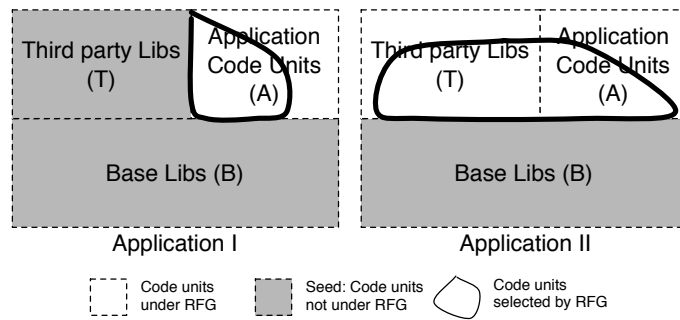 Third party Libs
(T)
Application
Code Units
(A)
Third party Libs
(T)
Application
Code Units
(A)
Base Libs (B)
Base Libs (B)
Application I
Application II
Code units
under RFG
Seed: Code units
not under RFG
Code units
selected by RFG